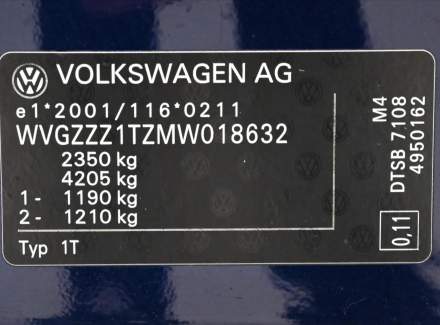 VOLKSWAGEN AG
e1*2001/116*0211
WVGZZZ1TZMW018632
2350 kg
4205 kg
1 - 1190 kg
2 - 1210 kg
Typ 1T
M4
DTSB 7108
4950162
0,11